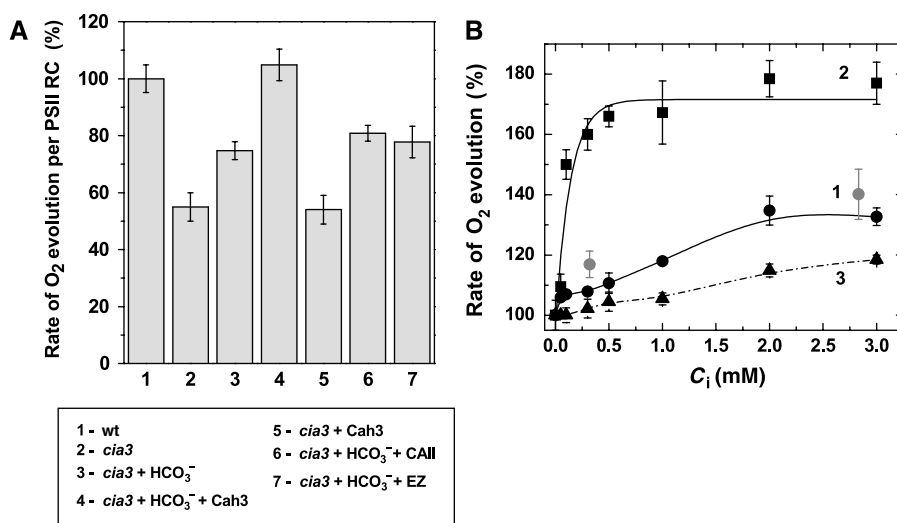 A
Rate of O₂ evolution per PSII RC (%)
120
100
80
60
40
20
0
1 2 3 4 5 6 7
1 - wt
2 - cia3
3 - cia3 + HCO₃⁻
4 - cia3 + HCO₃⁻ + Cah3
5 - cia3 + Cah3
6 - cia3 + HCO₃⁻ + CAII
7 - cia3 + HCO₃⁻ + EZ
B
Rate of O₂ evolution (%)
180
160
140
120
100
2
1
3
0.0 0.5 1.0 1.5 2.0 2.5 3.0
Cᵢ (mM)